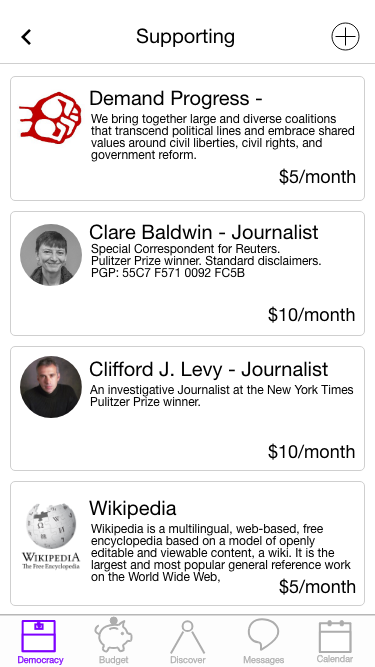 Supporting
Demand Progress -
We bring together large and diverse coalitions
that transcend political lines and embrace shared
values around civil liberties, civil rights, and
government reform.
$5/month
Clare Baldwin - Journalist
Special Correspondent for Reuters.
Pulitzer Prize winner. Standard disclaimers.
PGP: 55C7 F571 0092 FC5B
$10/month
Clifford J. Levy - Journalist
An investigative Journalist at the New York Times
Pulitzer Prize winner.
$10/month
WIKIPEDIA
The Free Encyclopedia
Wikipedia
Wikipedia is a multilingual, web-based, free
encyclopedia based on a model of openly
editable and viewable content, a wiki. It is the
largest and most popular general reference work
on the World Wide Web,
$5/month
Democracy
Budget
Discover
Messages
Calendar